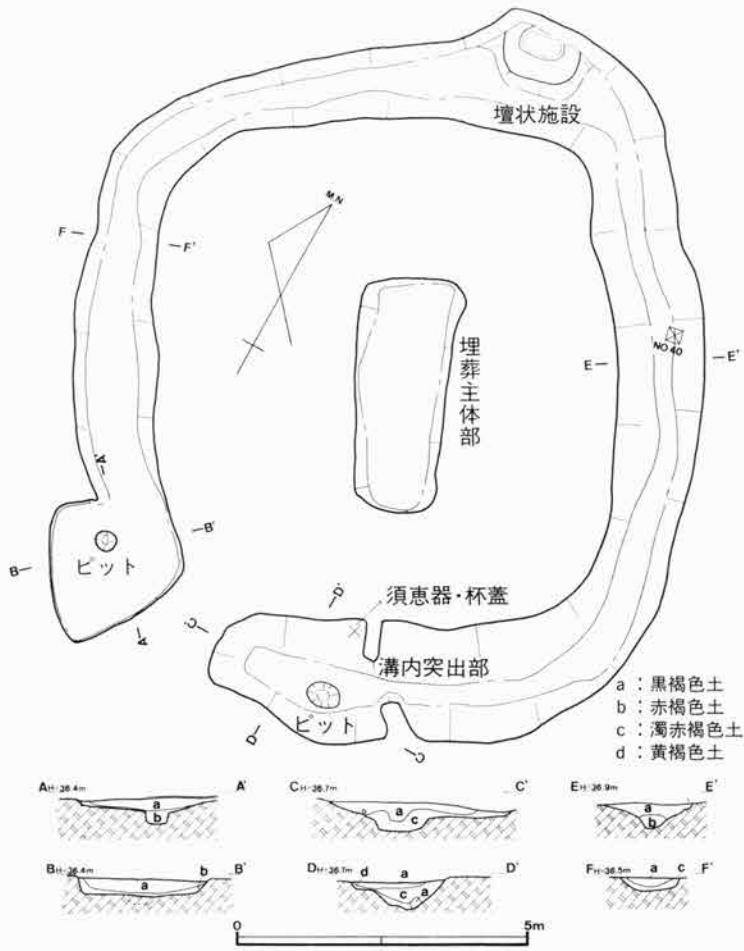 壇状施設
M.N
F
F'
NO 40
埋葬主体部
E
E'
A'
B'
ピット
B
A
D'
須恵器・杯蓋
C'
溝内突出部
ピット
D
C
a：黒褐色土
b：赤褐色土
c：濁赤褐色土
d：黄褐色土
A H-36.4m A'
a
b
C H-36.7m C'
a
c
E H-36.9m E'
a
b
B H-36.4m b B'
a
D H-36.7m d a D'
c a
F H-36.5m a c F'
0 5m